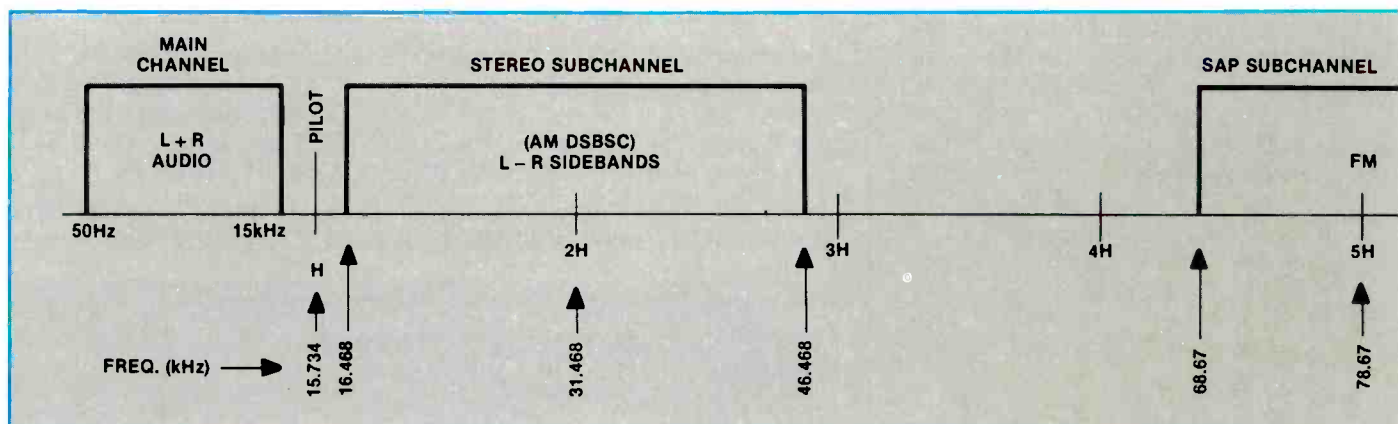 MAIN
CHANNEL
STEREO SUBCHANNEL
SAP SUBCHANNEL
L + R
AUDIO
PILOT
(AM DSBSC)
L – R SIDEBANDS
FM
50Hz
15kHz
H
2H
3H
4H
5H
FREQ. (kHz)
15.734
16.468
31.468
46.468
68.67
78.67